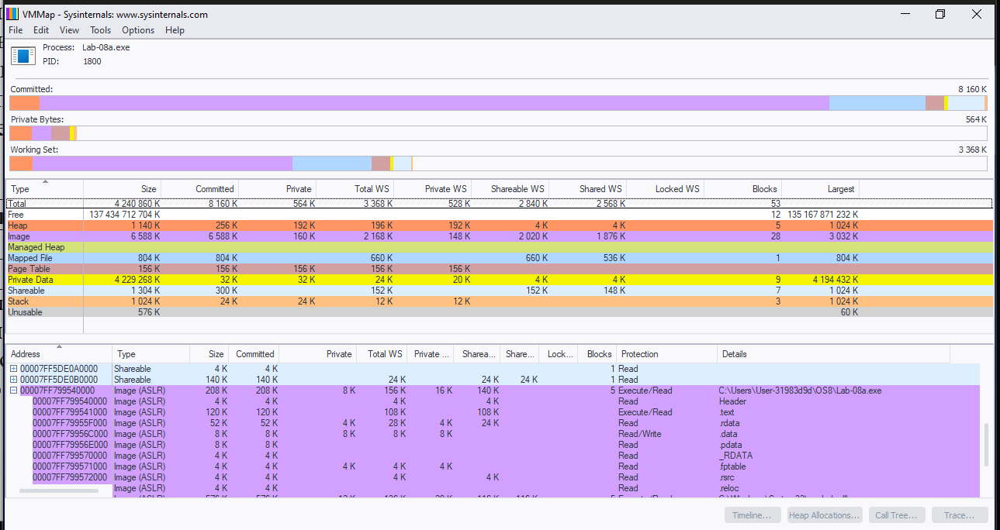 VMMap - Sysinternals: www.sysinternals.com
File Edit View Tools Options Help
Process: Lab-08a.exe
PID: 1800
Committed: 8 160 K
Private Bytes: 564 K
Working Set: 3 368 K
Type Size Committed Private Total WS Private WS Shareable WS Shared WS Locked WS Blocks Largest
Total 4 240 860 K 8 160 K 564 K 3 368 K 528 K 2 840 K 2 568 K 53
Free 137 434 712 704 K 12 135 167 871 232 K
Heap 1 140 K 256 K 192 K 196 K 192 K 4 K 4 K 5 1 024 K
Image 6 588 K 6 588 K 160 K 2 168 K 148 K 2 020 K 1 876 K 28 3 032 K
Managed Heap
Mapped File 804 K 804 K 660 K 660 K 536 K 1 804 K
Page Table 156 K 156 K 156 K 156 K 156 K
Private Data 4 229 268 K 32 K 32 K 24 K 20 K 4 K 4 K 9 4 194 432 K
Shareable 1 304 K 300 K 152 K 152 K 148 K 7 1 024 K
Stack 1 024 K 24 K 24 K 12 K 12 K 3 1 024 K
Unusable 576 K 60 K
Address Type Size Committed Private Total WS Private ... Sharea... Share... Lock... Blocks Protection Details
00007FF5DE0A0000 Shareable 4 K 4 K 1 Read
00007FF5DE0B0000 Shareable 140 K 140 K 24 K 24 K 24 K 1 Read
00007FF799540000 Image (ASLR) 208 K 208 K 8 K 156 K 16 K 140 K 5 Execute/Read C:\Users\User-31983d9d\OS8\Lab-08a.exe
00007FF799540000 Image (ASLR) 4 K 4 K 4 K 4 K Read Header
00007FF799541000 Image (ASLR) 120 K 120 K 108 K 108 K Execute/Read .text
00007FF79955F000 Image (ASLR) 52 K 52 K 4 K 28 K 4 K 24 K Read .rdata
00007FF79956C000 Image (ASLR) 8 K 8 K 8 K 8 K 8 K Read/Write .data
00007FF79956E000 Image (ASLR) 8 K 8 K Read .pdata
00007FF799570000 Image (ASLR) 4 K 4 K Read _RDATA
00007FF799571000 Image (ASLR) 4 K 4 K 4 K 4 K 4 K Read .fptable
00007FF799572000 Image (ASLR) 4 K 4 K 4 K 4 K Read .rsrc
Image (ASLR) 4 K 4 K Read .reloc
Timeline... Heap Allocations... Call Tree... Trace...